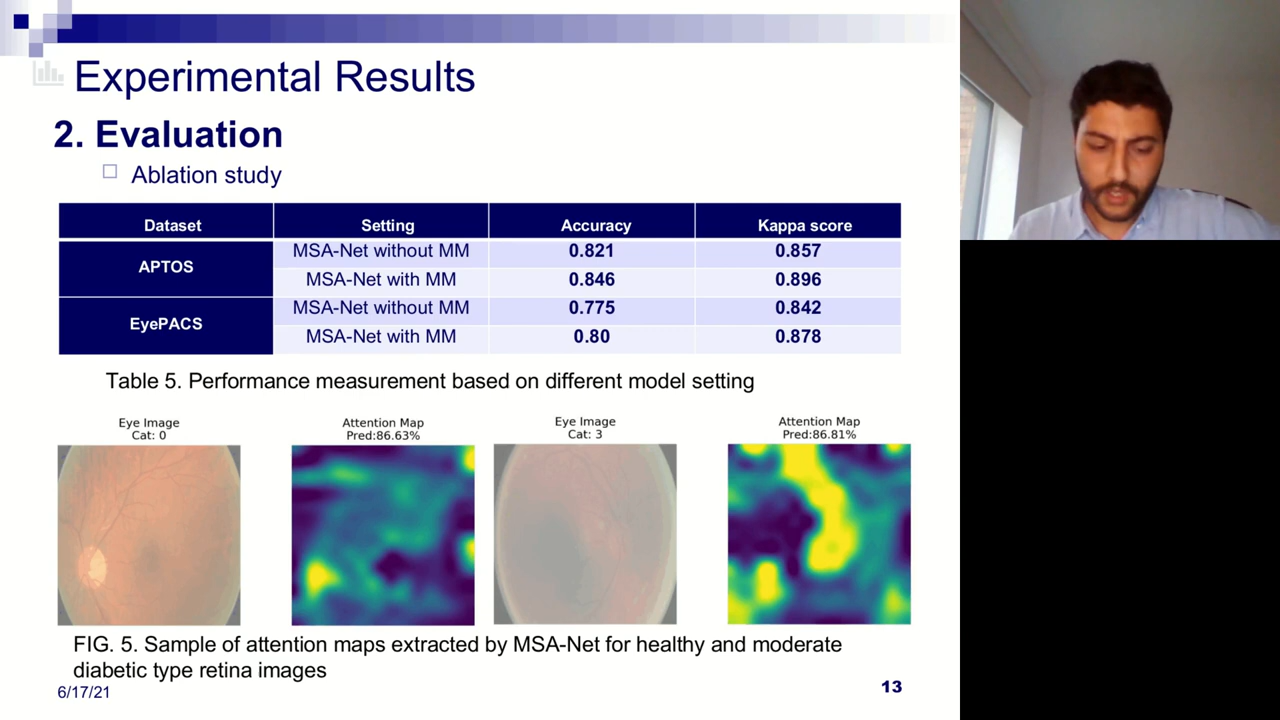 Experimental Results
2. Evaluation
Ablation study
Dataset Setting Accuracy Kappa score
APTOS
MSA-Net without MM 0.821 0.857
MSA-Net with MM 0.846 0.896
EyePACS
MSA-Net without MM 0.775 0.842
MSA-Net with MM 0.80 0.878
Table 5. Performance measurement based on different model setting
Eye Image
Cat: 0
Attention Map
Pred:86.63%
Eye Image
Cat: 3
Attention Map
Pred:86.81%
FIG. 5. Sample of attention maps extracted by MSA-Net for healthy and moderate
diabetic type retina images
6/17/21
13